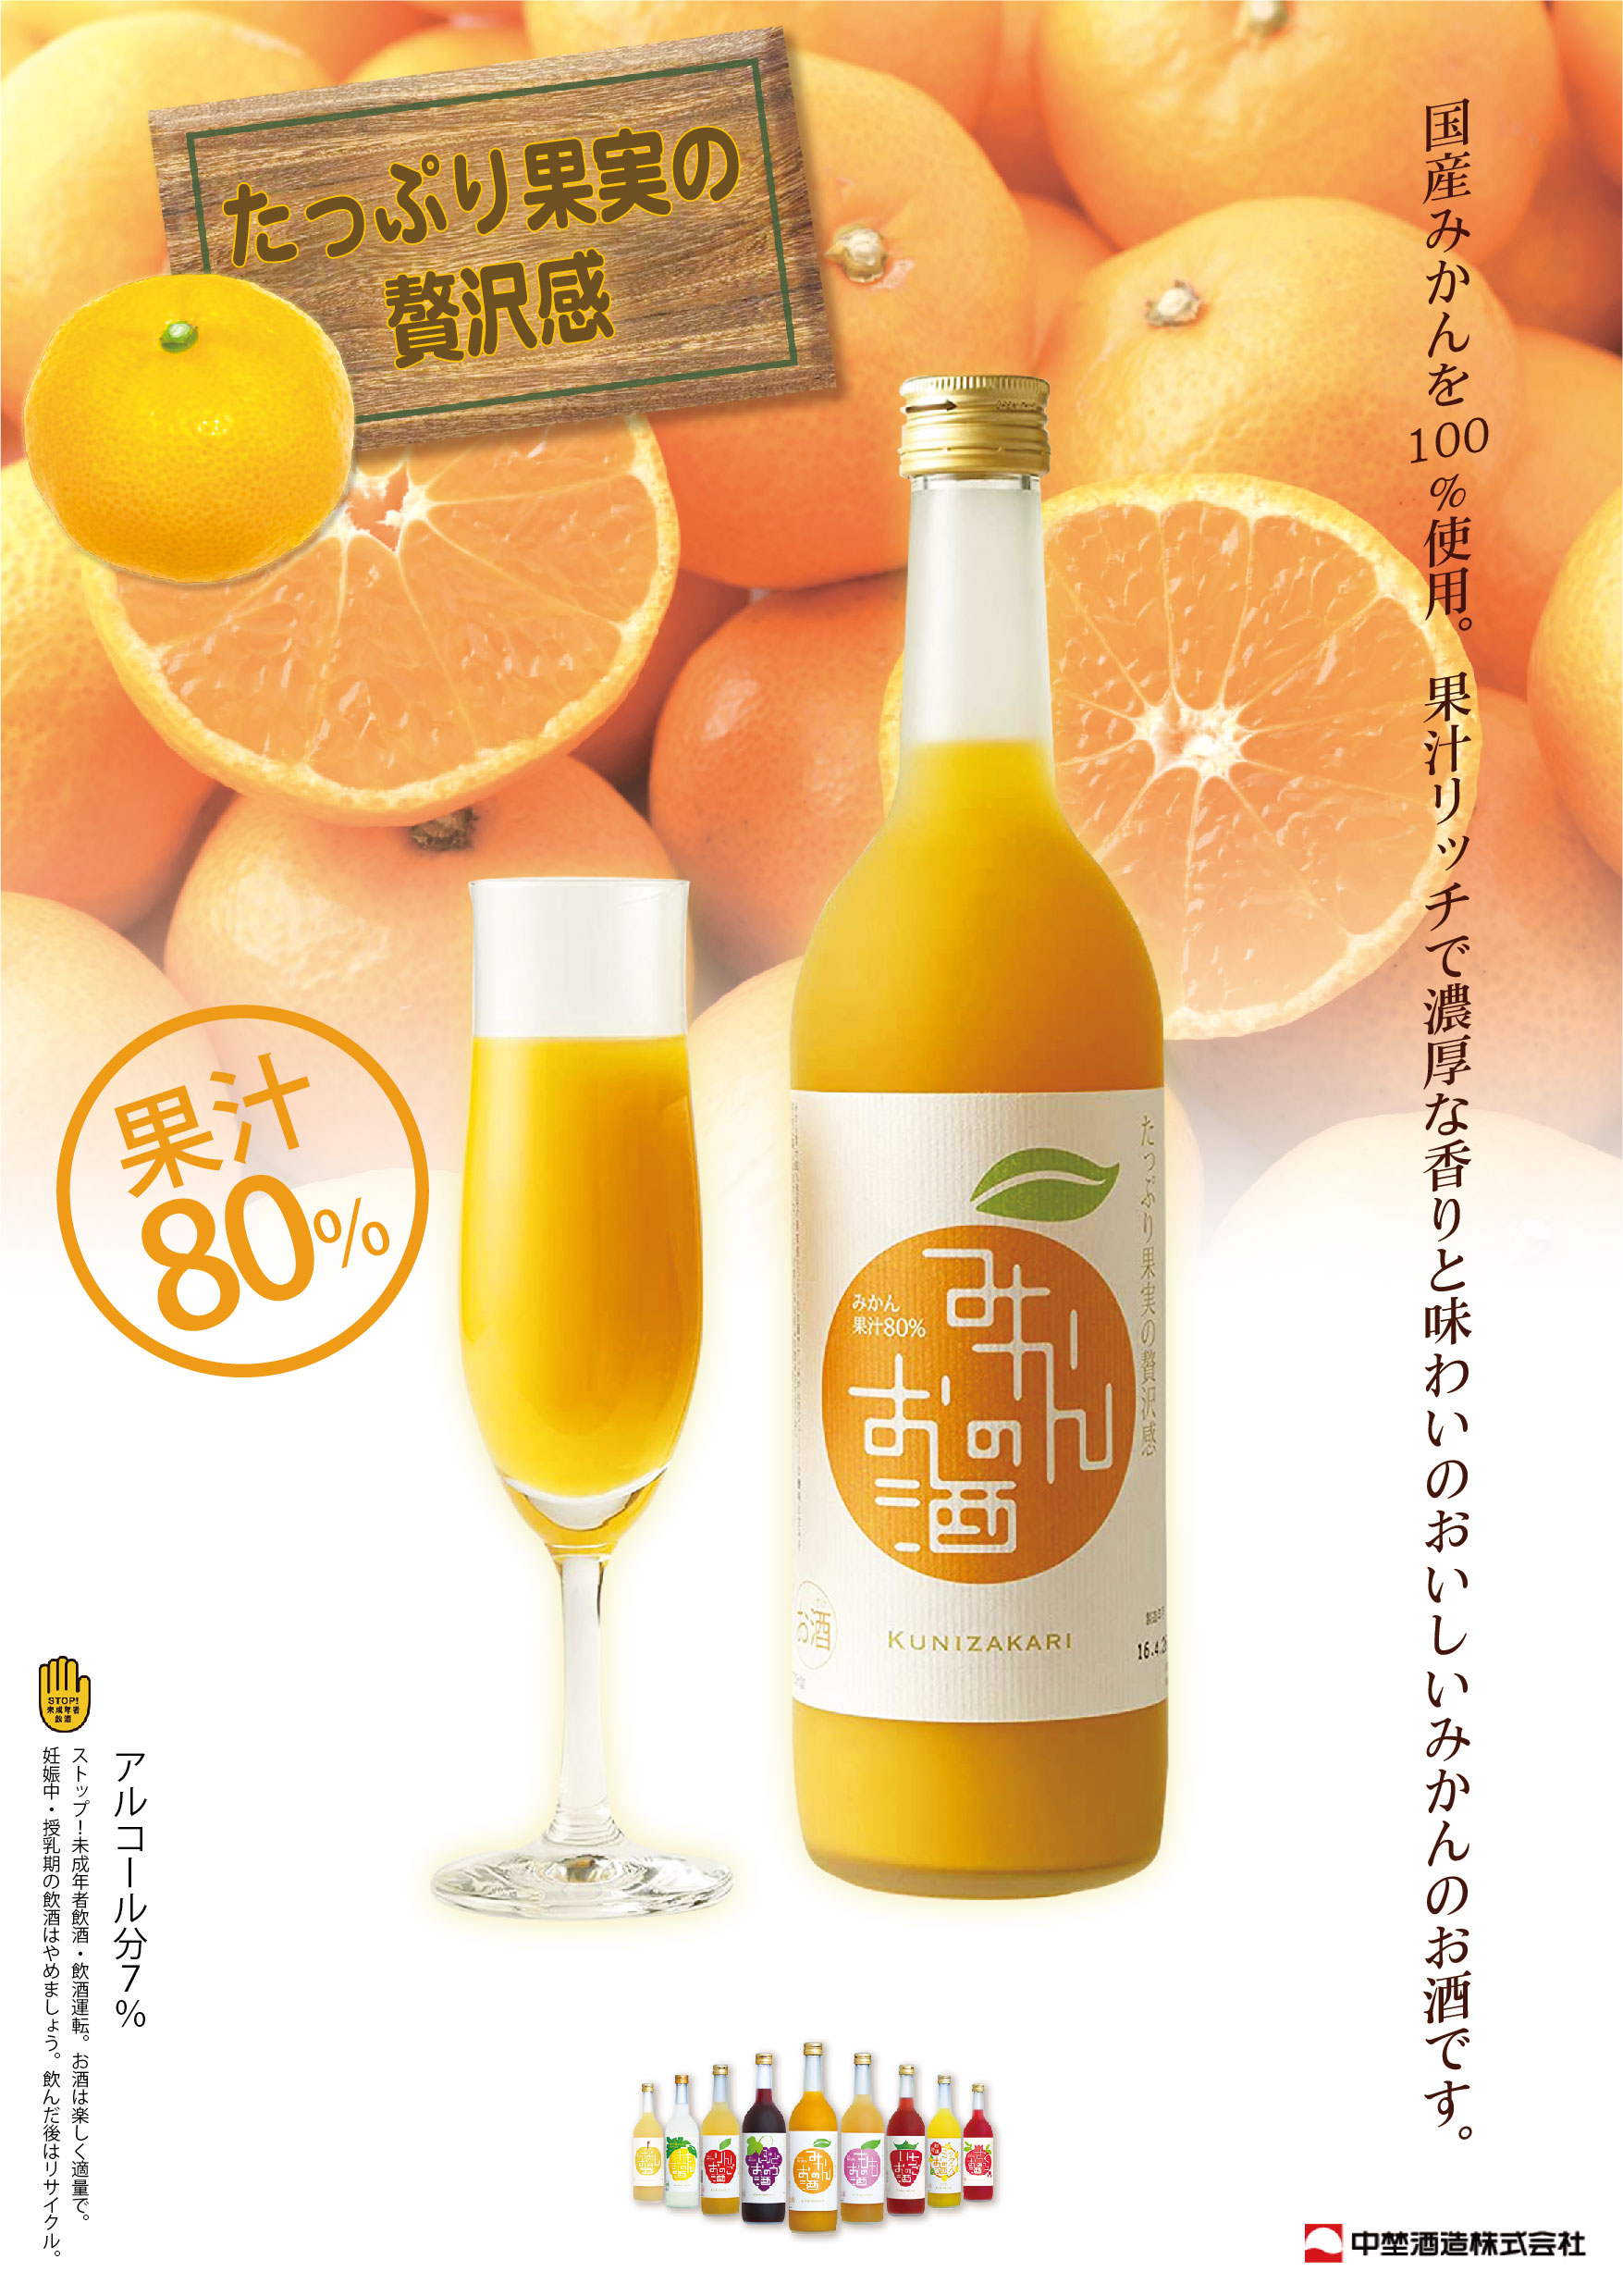 たっぷり果実の
贅沢感
国産みかんを100%使用。 果汁リッチで濃厚な香りと味わいのおいしいみかんのお酒です。
果汁
80%
たっぷり果実の贅沢感
みかん
果汁80%
みかん
のお酒
お酒
KUNIZAKARI
16.4.2
アルコール分7%
STOP!
未成年者
飲酒
ストップ！未成年者飲酒・飲酒運転。お酒は楽しく適量で。
妊娠中・授乳期の飲酒はやめましょう。飲んだ後はリサイクル。
中埜酒造株式会社